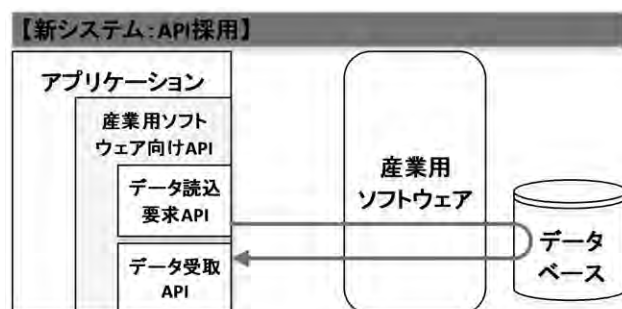 【新システム:API採用】
アプリケーション
産業用ソフト
ウェア向けAPI
データ読込
要求API
データ受取
API
産業用
ソフトウェア
データ
ベース